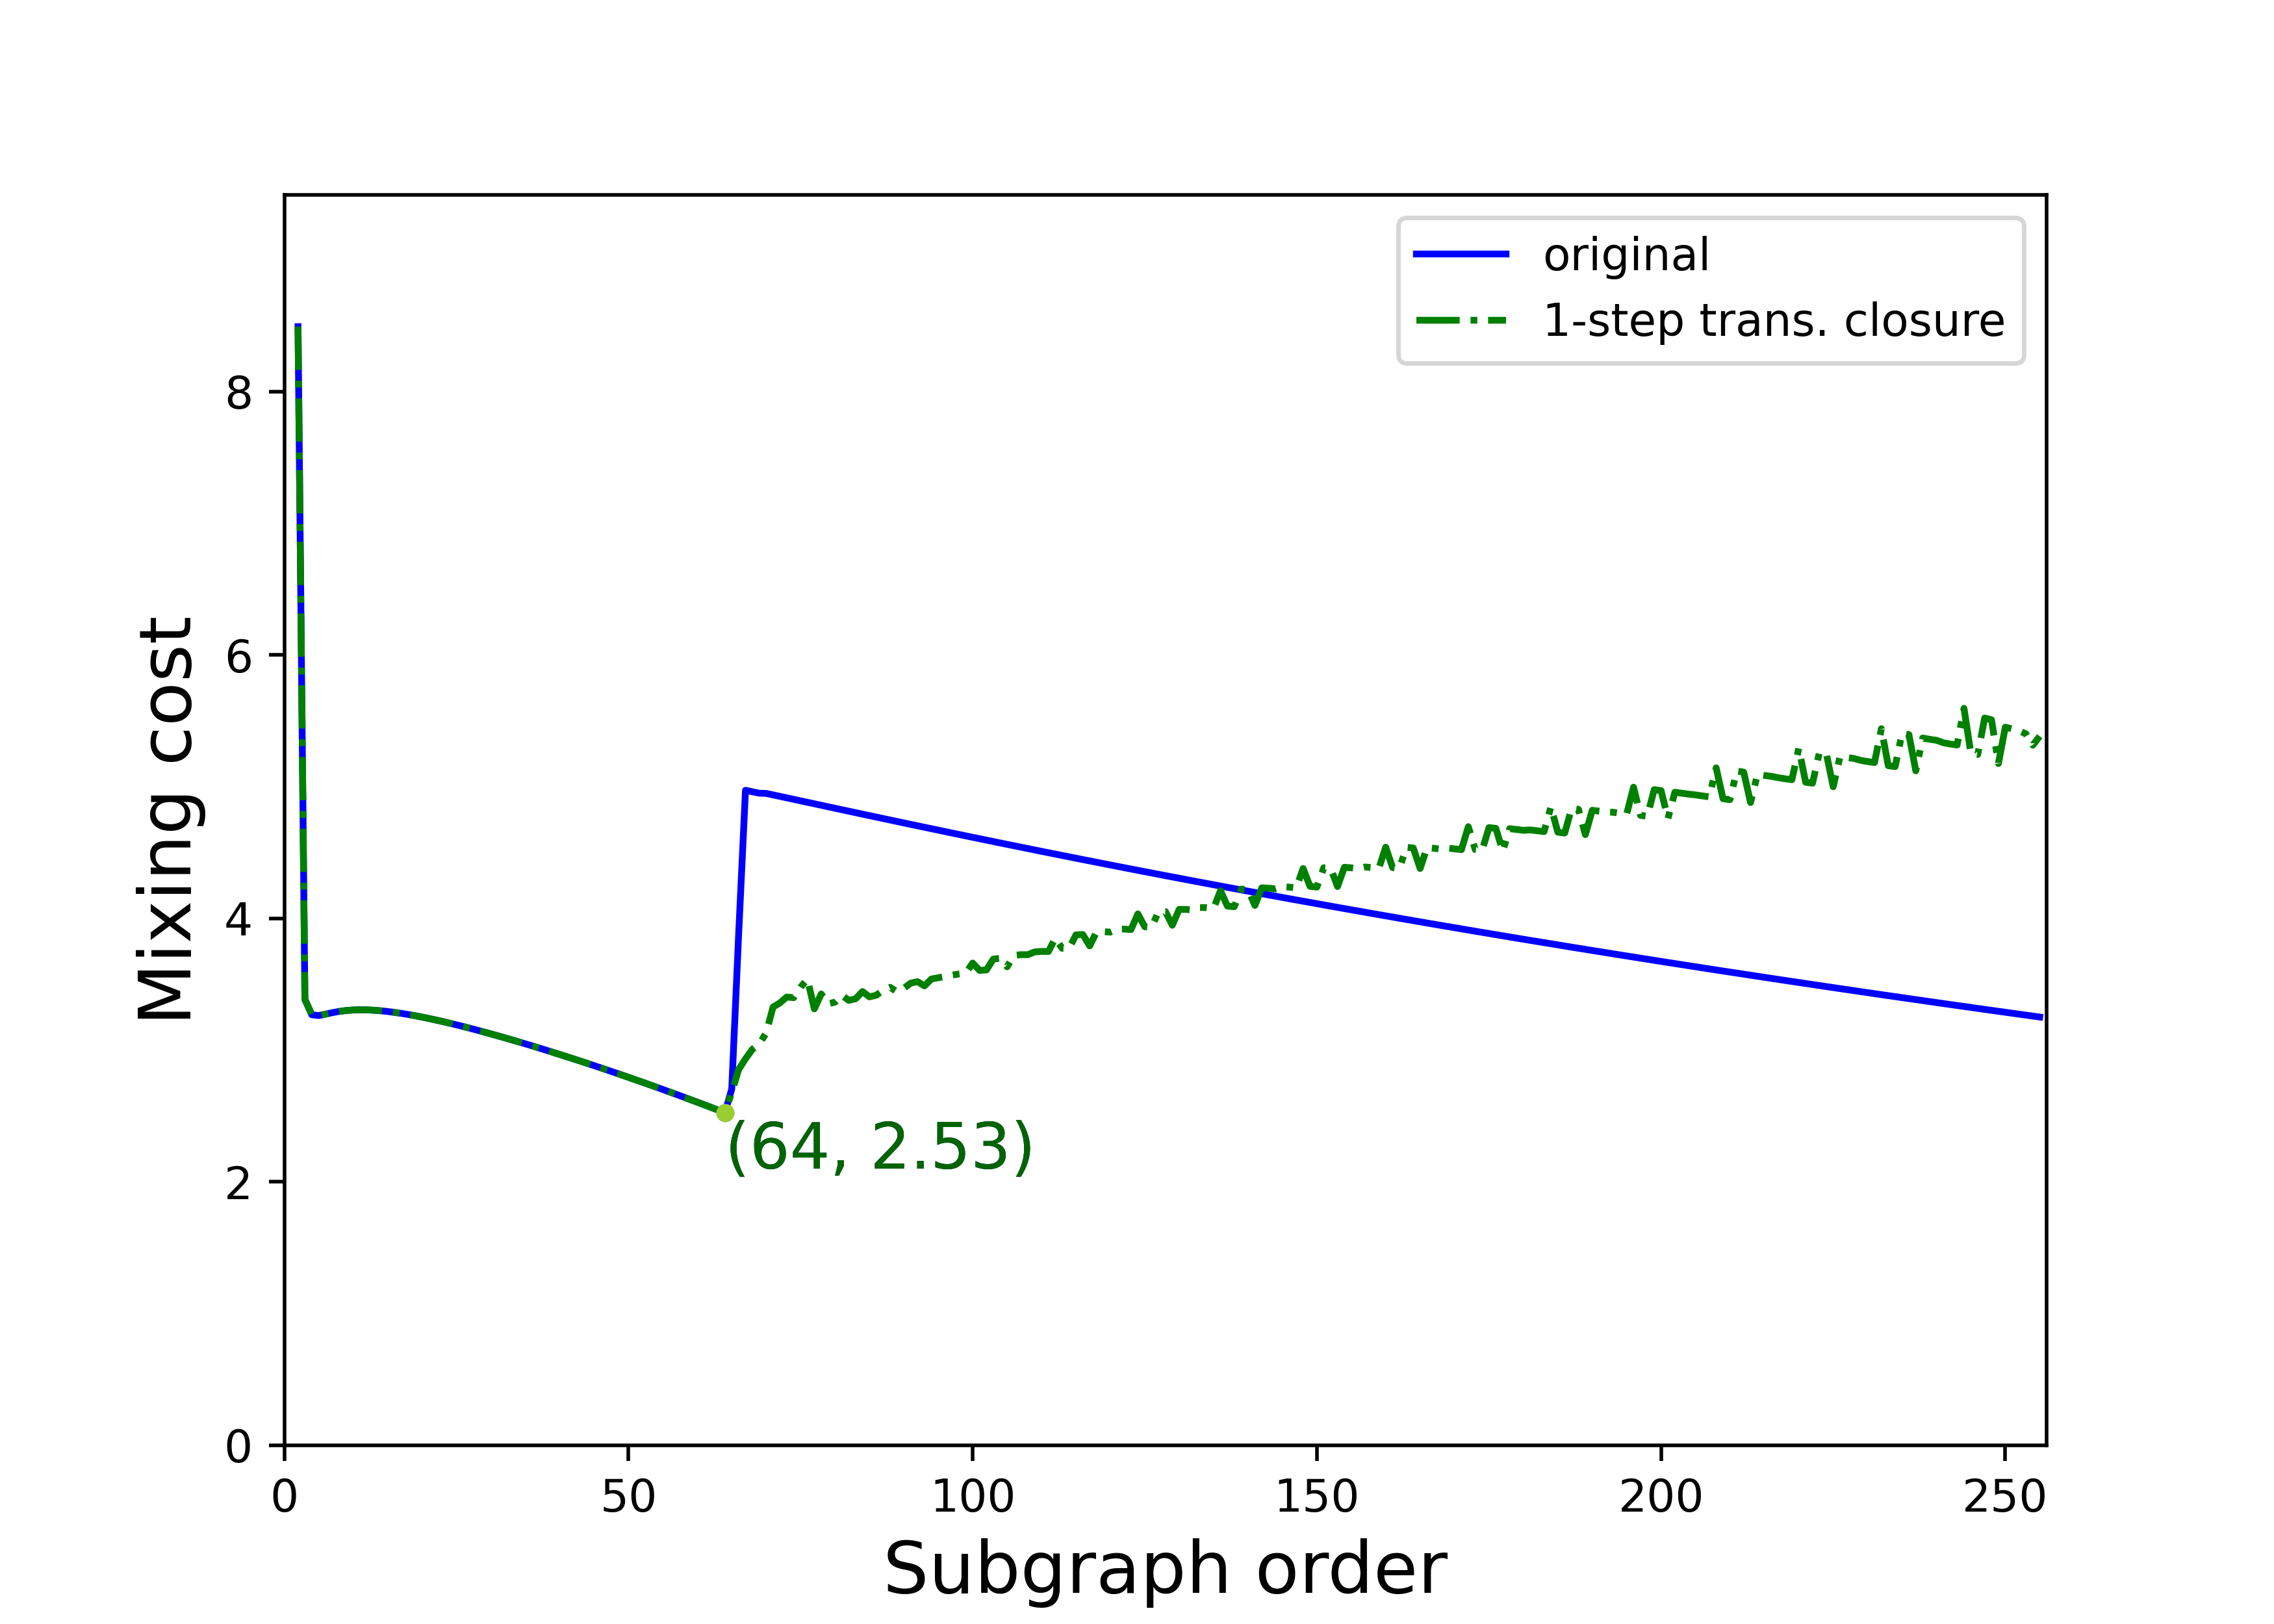 original
1-step trans. closure
8
6
4
2
0
Mixing cost
(64, 2.53)
0 50 100 150 200 250
Subgraph order